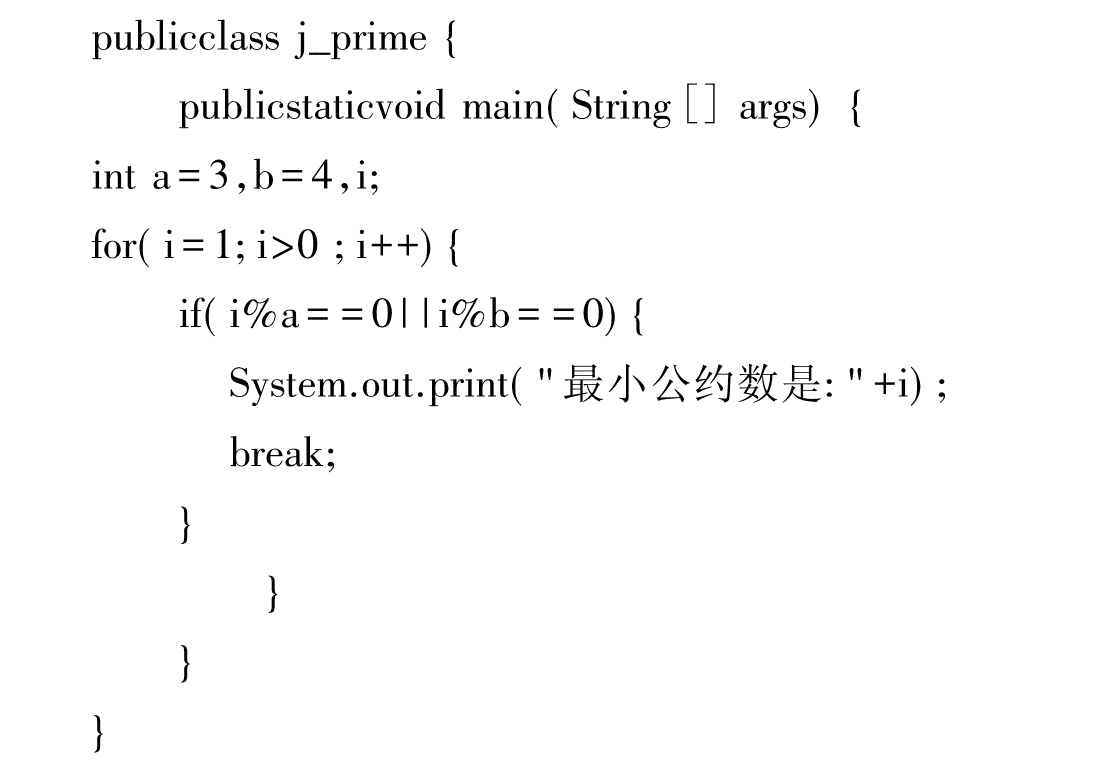 publicclass j_prime {
publicstaticvoid main( String [] args) {
int a=3,b=4,i;
for( i=1; i>0 ; i++) {
if( i%a==0||i%b==0) {
System.out.print( "最小公约数是: "+i) ;
break;
}
}
}
}